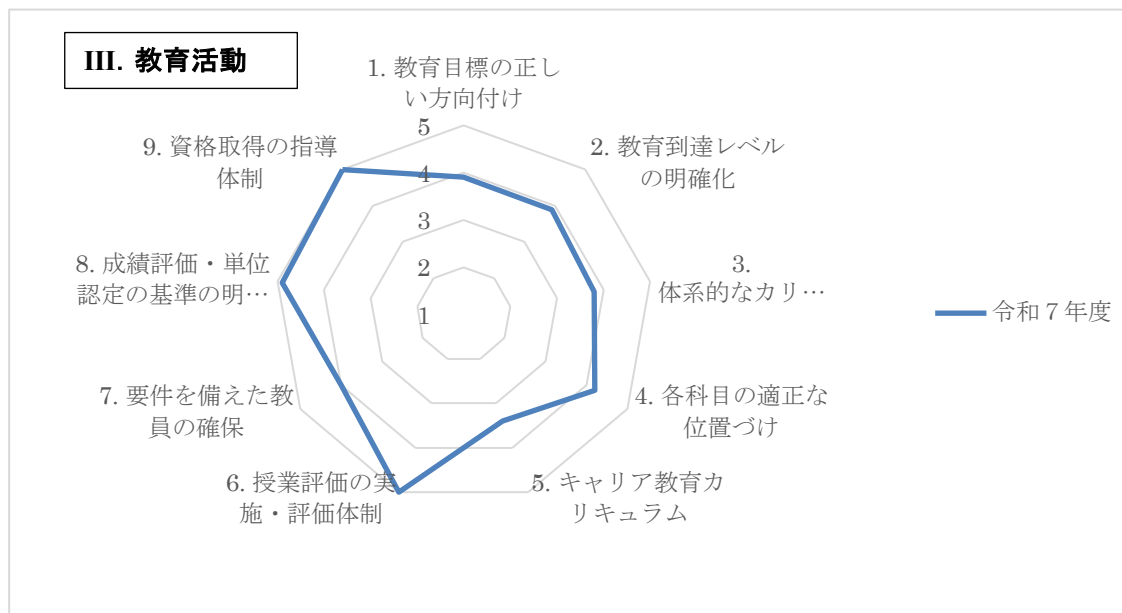 III. 教育活動
1. 教育目標の正し
い方向付け
2. 教育到達レベル
の明確化
3.
体系的なカリ…
4. 各科目の適正な
位置づけ
5. キャリア教育カ
リキュラム
6. 授業評価の実
施・評価体制
7. 要件を備えた教
員の確保
8. 成績評価・単位
認定の基準の明…
9. 資格取得の指導
体制
5
4
3
2
1
令和７年度